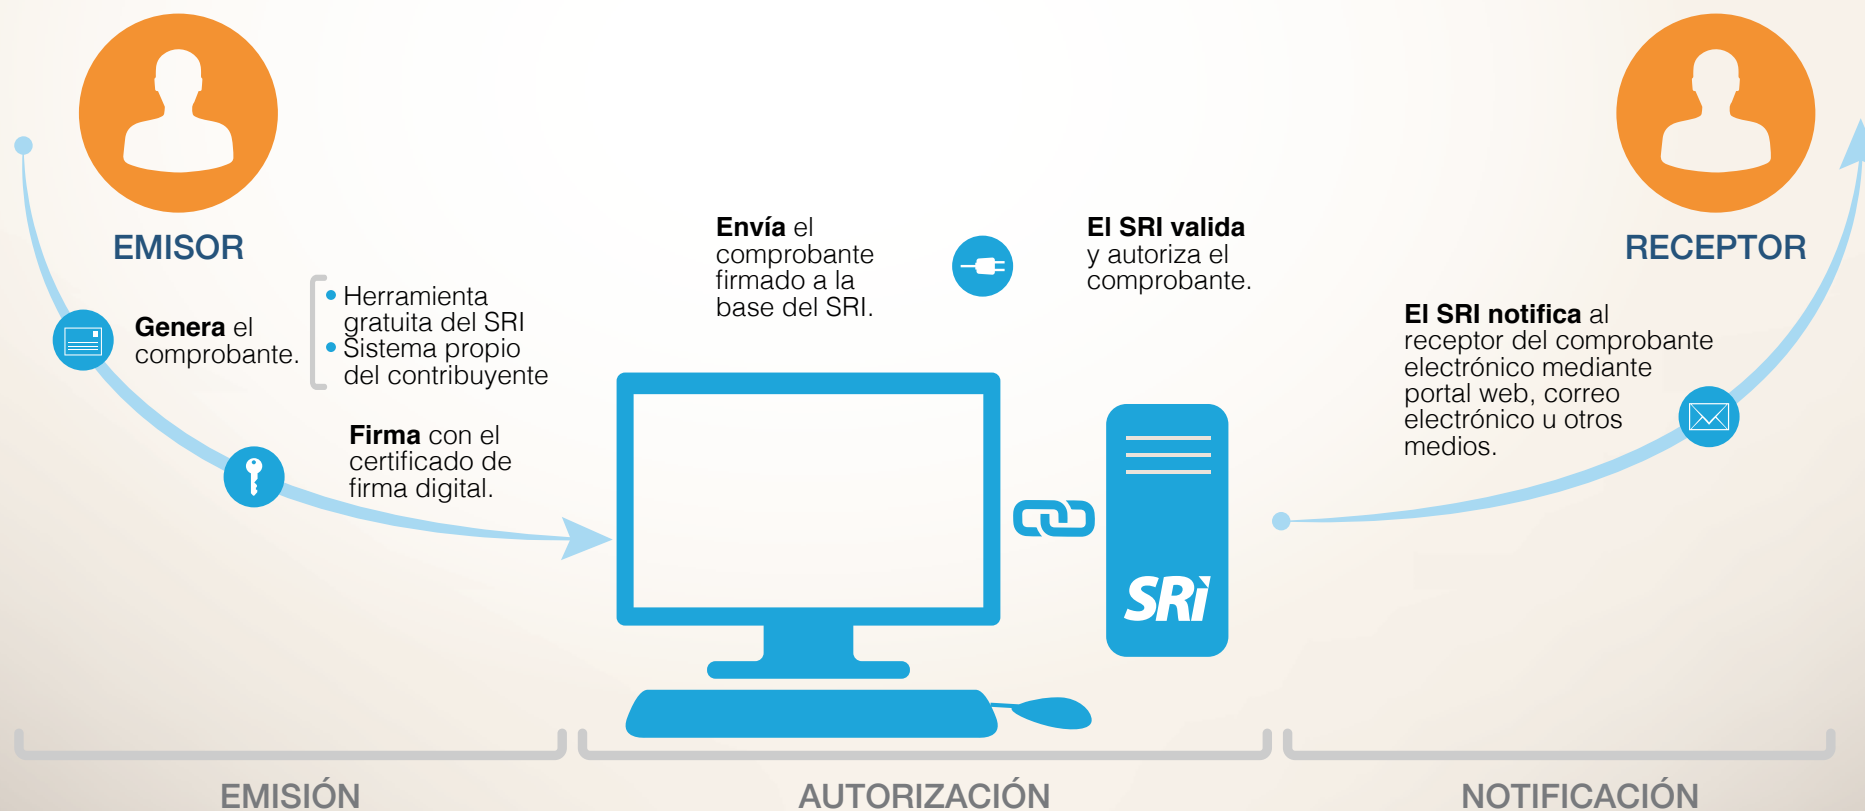 EMISOR
Genera el
comprobante.
• Herramienta
gratuita del SRI
• Sistema propio
del contribuyente
Firma con el
certificado de
firma digital.
Envía el
comprobante
firmado a la
base del SRI.
El SRI valida
y autoriza el
comprobante.
SRi
RECEPTOR
El SRI notifica al
receptor del comprobante
electrónico mediante
portal web, correo
electrónico u otros
medios.
EMISIÓN
AUTORIZACIÓN
NOTIFICACIÓN